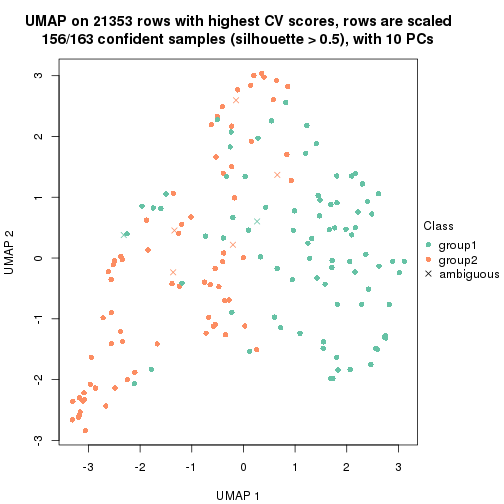 UMAP on 21353 rows with highest CV scores, rows are scaled
156/163 confident samples (silhouette > 0.5), with 10 PCs
3
2
1
0
-1
-2
-3
UMAP 2
-3 -2 -1 0 1 2 3
UMAP 1
Class
group1
group2
ambiguous